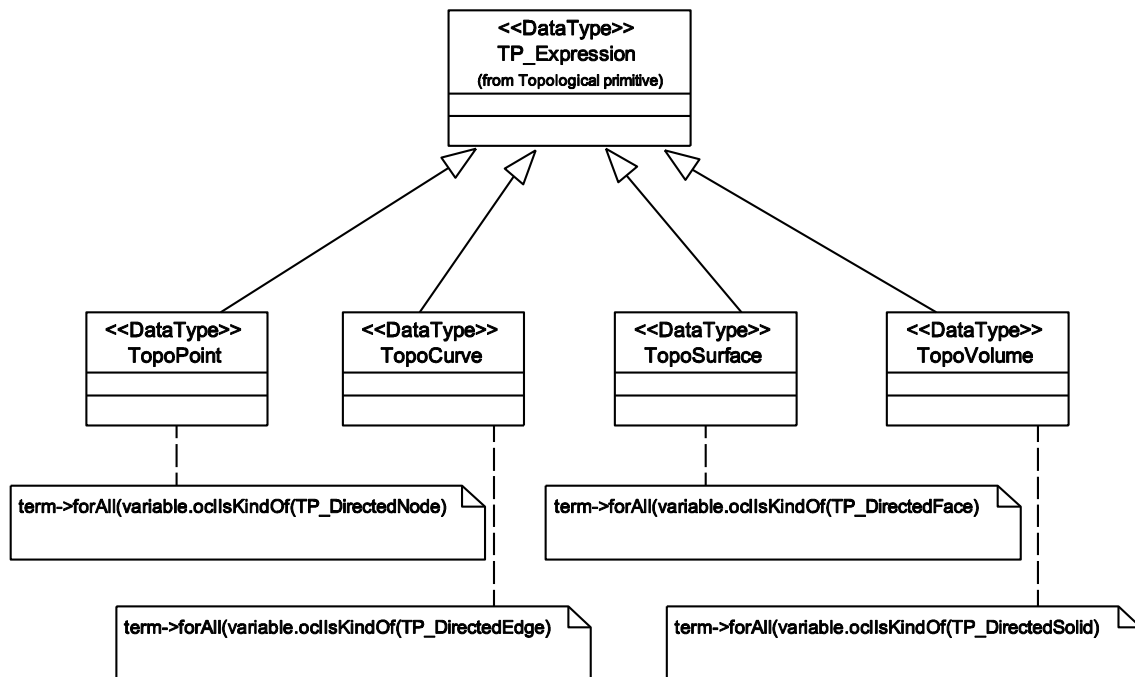 <<DataType>>
TP_Expression
(from Topological primitive)
<<DataType>>
TopoPoint
<<DataType>>
TopoCurve
<<DataType>>
TopoSurface
<<DataType>>
TopoVolume
term->forAll(variable.oclIsKindOf(TP_DirectedNode)
term->forAll(variable.oclIsKindOf(TP_DirectedFace)
term->forAll(variable.oclIsKindOf(TP_DirectedEdge)
term->forAll(variable.oclIsKindOf(TP_DirectedSolid)